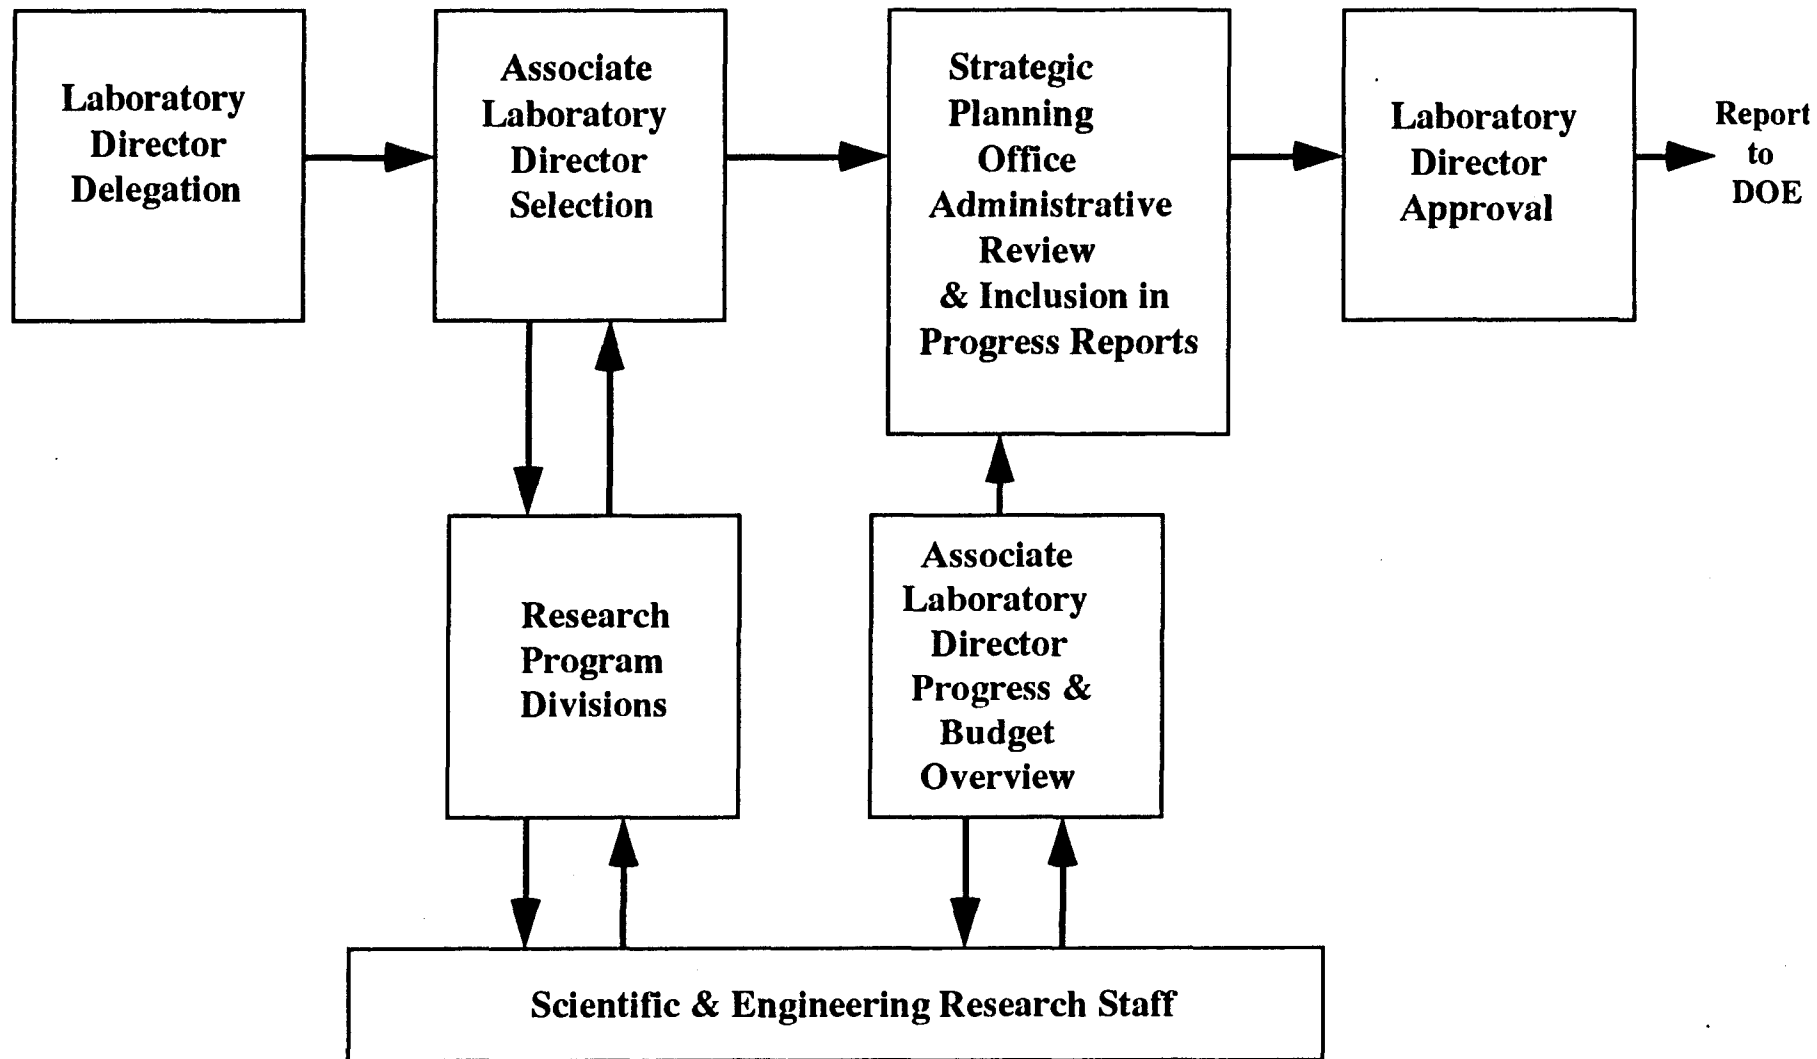 Laboratory
Director
Delegation
Associate
Laboratory
Director
Selection
Strategic
Planning
Office
Administrative
Review
& Inclusion in
Progress Reports
Laboratory
Director
Approval
Report
to
DOE
Research
Program
Divisions
Associate
Laboratory
Director
Progress &
Budget
Overview
Scientific & Engineering Research Staff